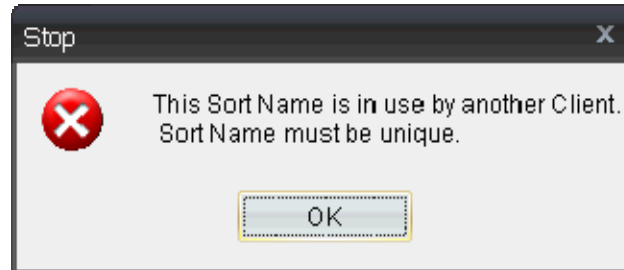 Stop
x
This Sort Name is in use by another Client.
Sort Name must be unique.
OK